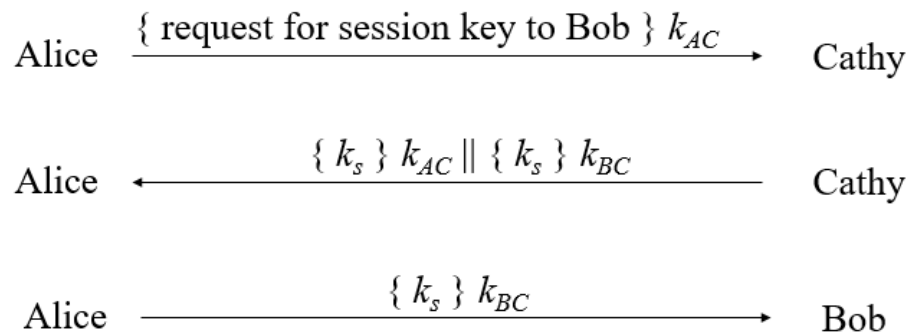 { request for session key to Bob } k_AC
Alice Cathy
{ k_s } k_AC || { k_s } k_BC
Alice Cathy
{ k_s } k_BC
Alice Bob